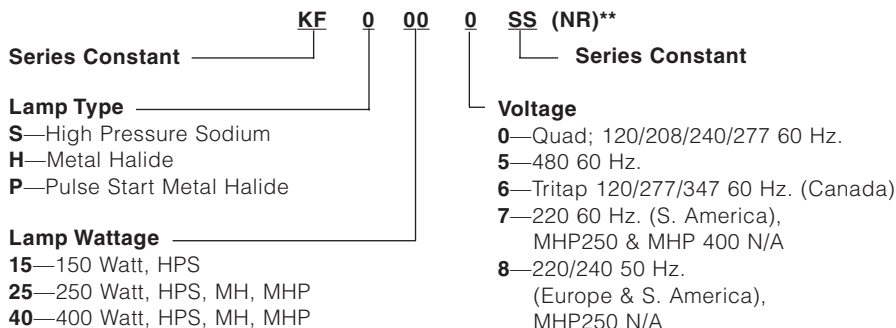 KF 0 00 0 SS (NR)**
Series Constant
Series Constant
Lamp Type
S—High Pressure Sodium
H—Metal Halide
P—Pulse Start Metal Halide
Lamp Wattage
15—150 Watt, HPS
25—250 Watt, HPS, MH, MHP
40—400 Watt, HPS, MH, MHP
Voltage
0—Quad; 120/208/240/277 60 Hz.
5—480 60 Hz.
6—Tritap 120/277/347 60 Hz. (Canada)
7—220 60 Hz. (S. America),
MHP250 & MHP 400 N/A
8—220/240 50 Hz.
(Europe & S. America),
MHP250 N/A